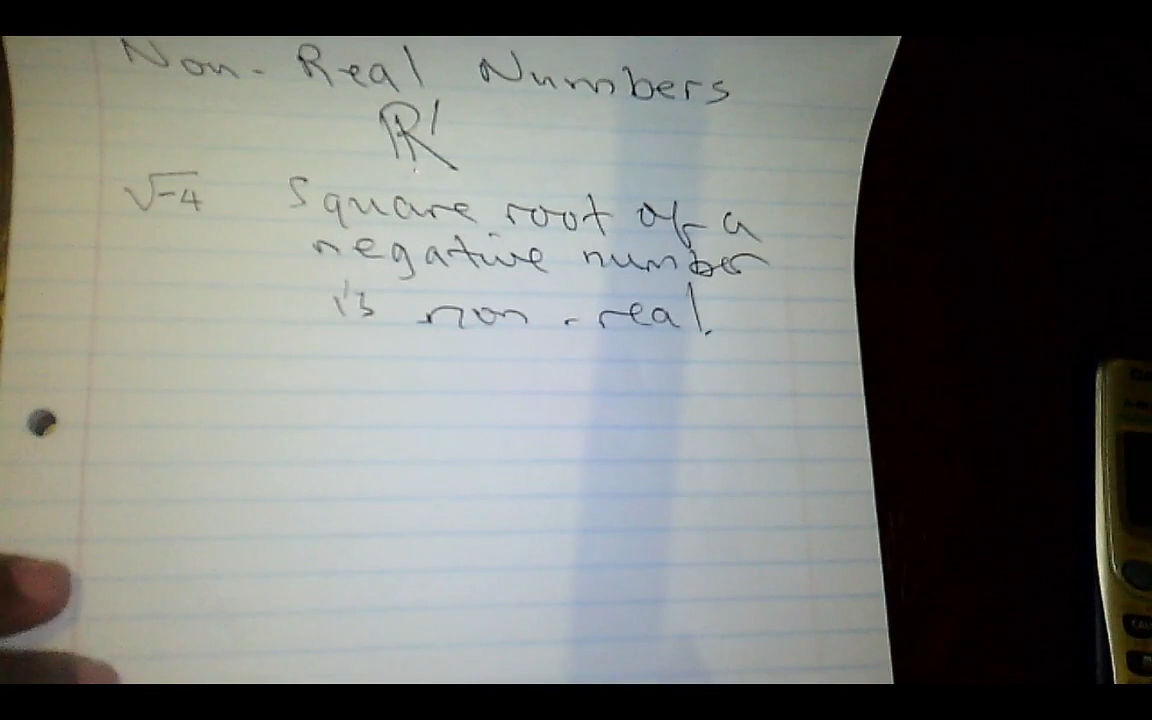 Non-Real Numbers
ℝ'
√-4 Square root of a
negative number
is non-real.